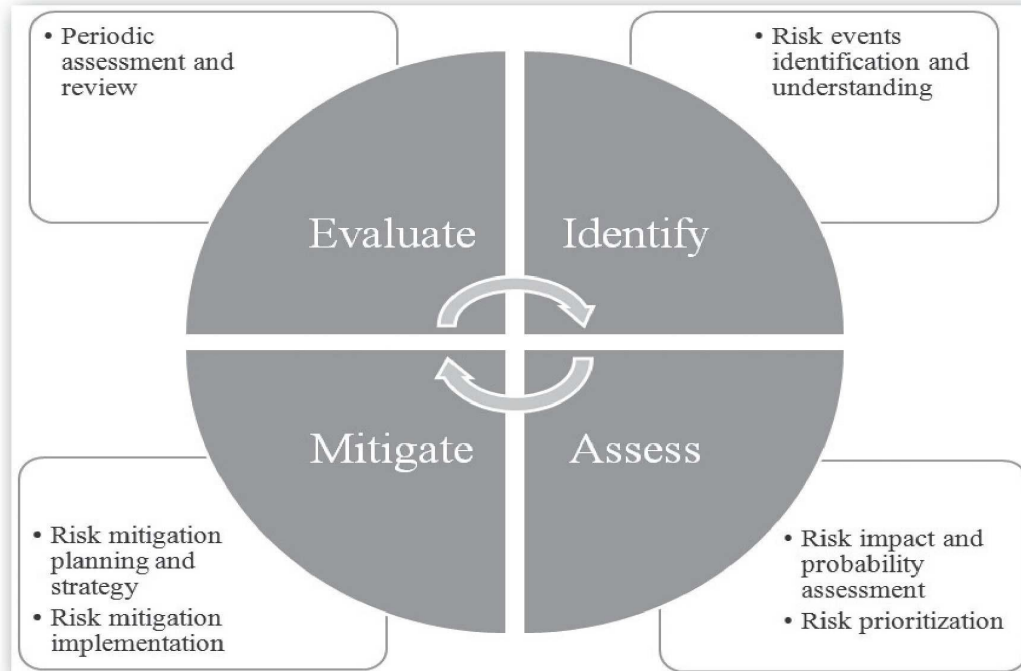 • Periodic
assessment and
review
• Risk events
identification and
understanding
Evaluate
Identify
Mitigate
Assess
• Risk mitigation
planning and
strategy
• Risk mitigation
implementation
• Risk impact and
probability
assessment
• Risk prioritization